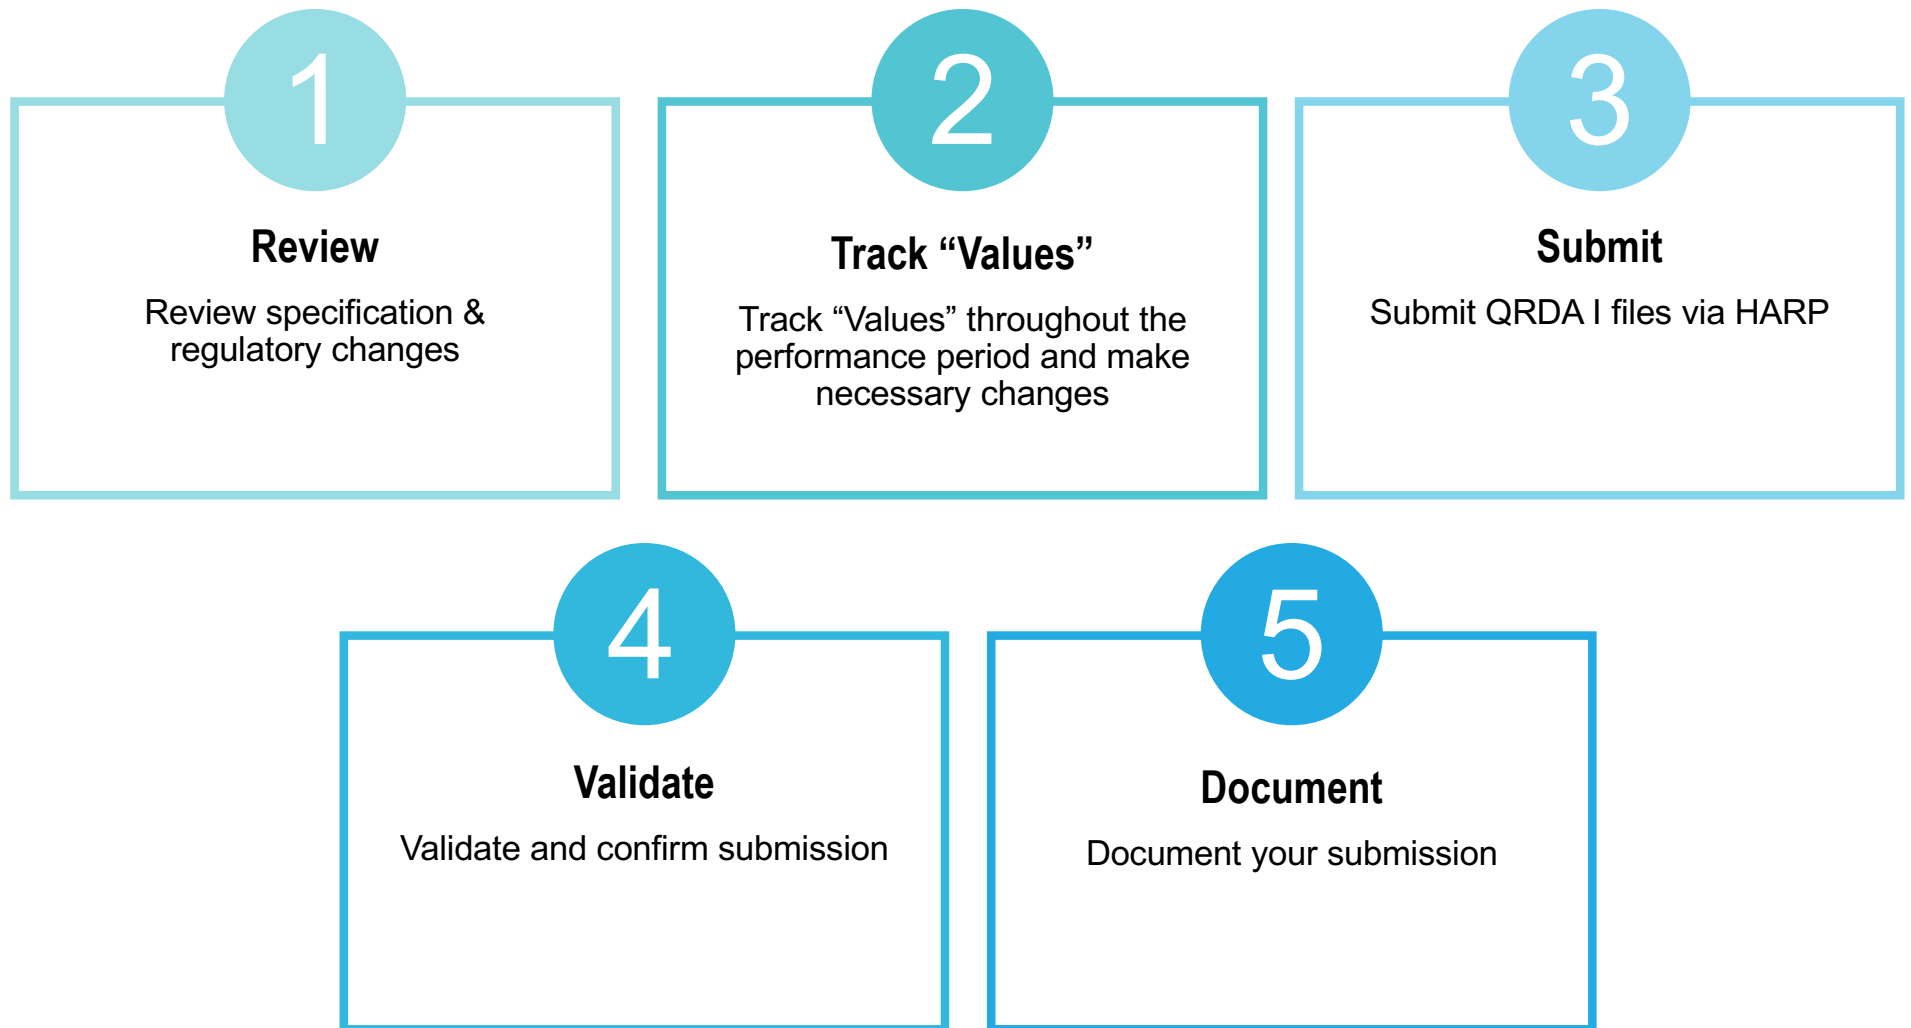 1
Review
Review specification &
regulatory changes
2
Track “Values”
Track “Values” throughout the
performance period and make
necessary changes
3
Submit
Submit QRDA I files via HARP
4
Validate
Validate and confirm submission
5
Document
Document your submission